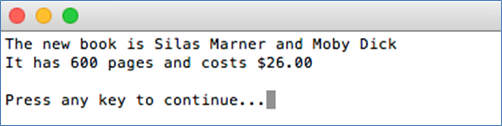 The new book is Silas Marner and Moby Dick
It has 600 pages and costs $26.00
Press any key to continue...